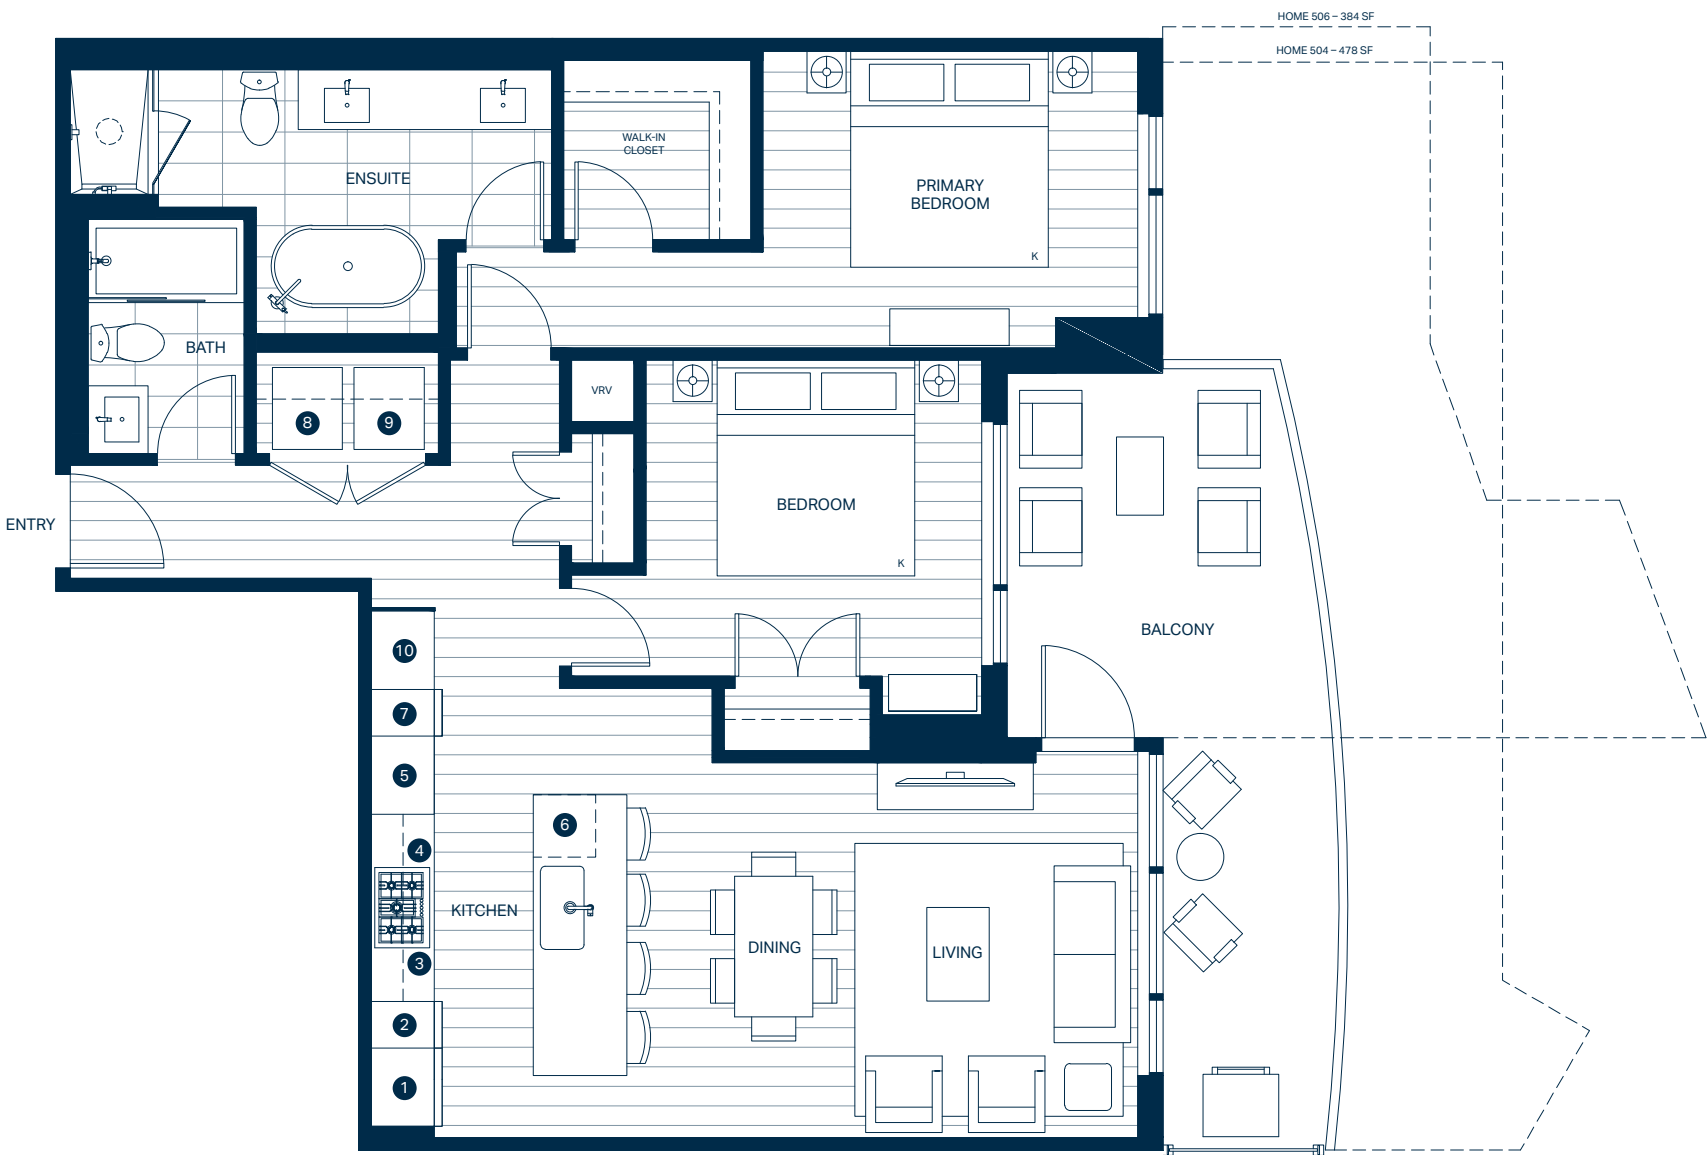 HOME 506 – 384 SF
HOME 504 – 478 SF
WALK-IN
CLOSET
ENSUITE
PRIMARY
BEDROOM
K
BATH
VRV
8
9
BEDROOM
ENTRY
K
BALCONY
10
7
5
6
4
KITCHEN
DINING
LIVING
3
2
1